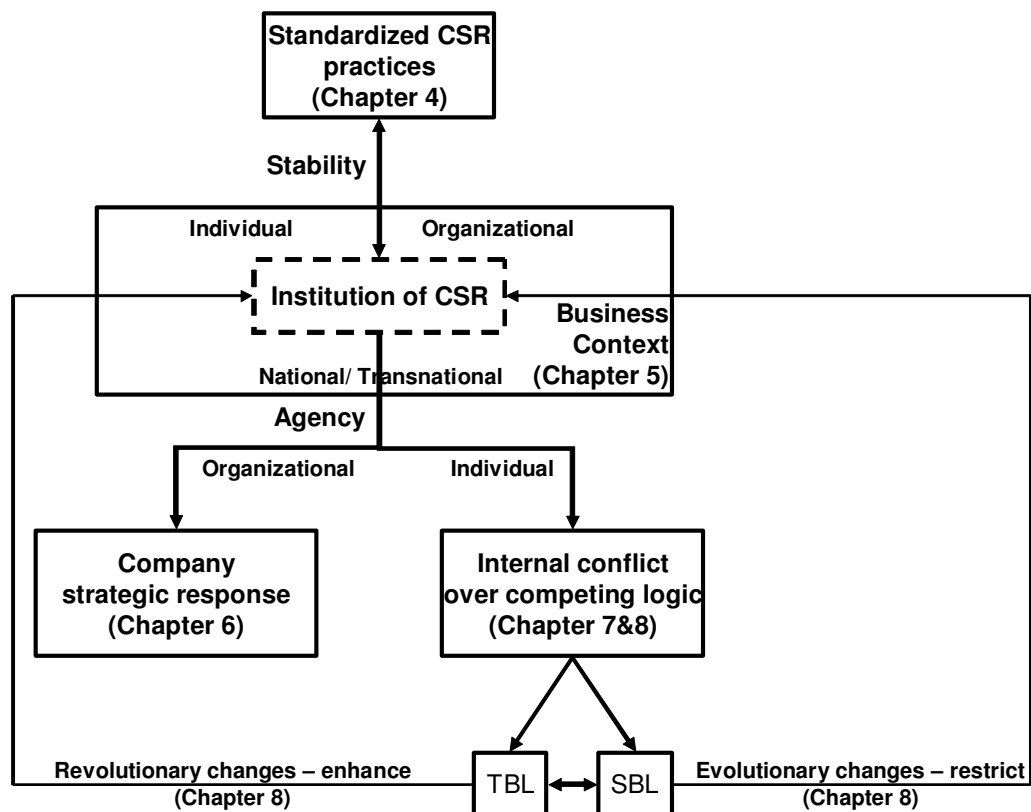 Standardized CSR
practices
(Chapter 4)
Stability
Individual
Organizational
Institution of CSR
Business
Context
(Chapter 5)
National/ Transnational
Agency
Organizational
Individual
Company
strategic response
(Chapter 6)
Internal conflict
over competing logic
(Chapter 7&8)
Revolutionary changes – enhance
(Chapter 8)
TBL
SBL
Evolutionary changes – restrict
(Chapter 8)